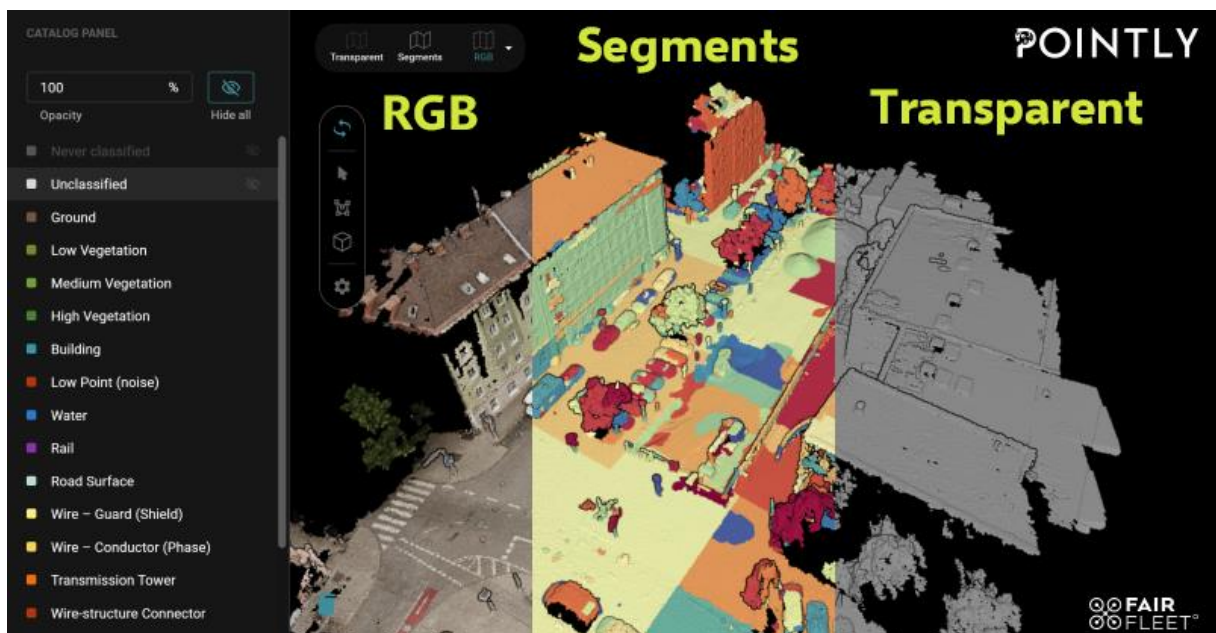 CATALOG PANEL
100 %
Opacity
Hide all
Never classified
Unclassified
Ground
Low Vegetation
Medium Vegetation
High Vegetation
Building
Low Point (noise)
Water
Rail
Road Surface
Wire – Guard (Shield)
Wire – Conductor (Phase)
Transmission Tower
Wire-structure Connector
Transparent Segments RGB
Segments
RGB
Transparent
POINTLY
FAIR
FLEET